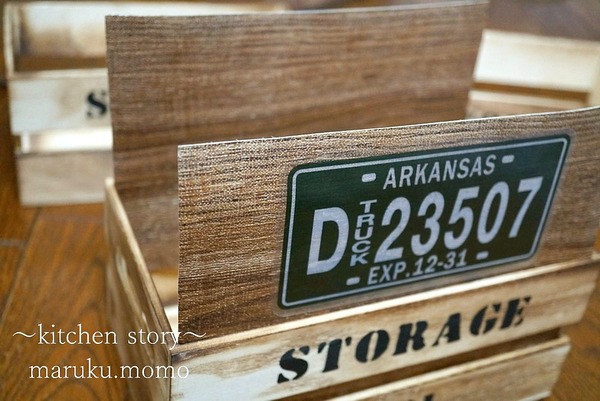 ARKANSAS
D TRUCK 23507
EXP. 12-31
STORAGE
S
～kitchen story～
maruku.momo